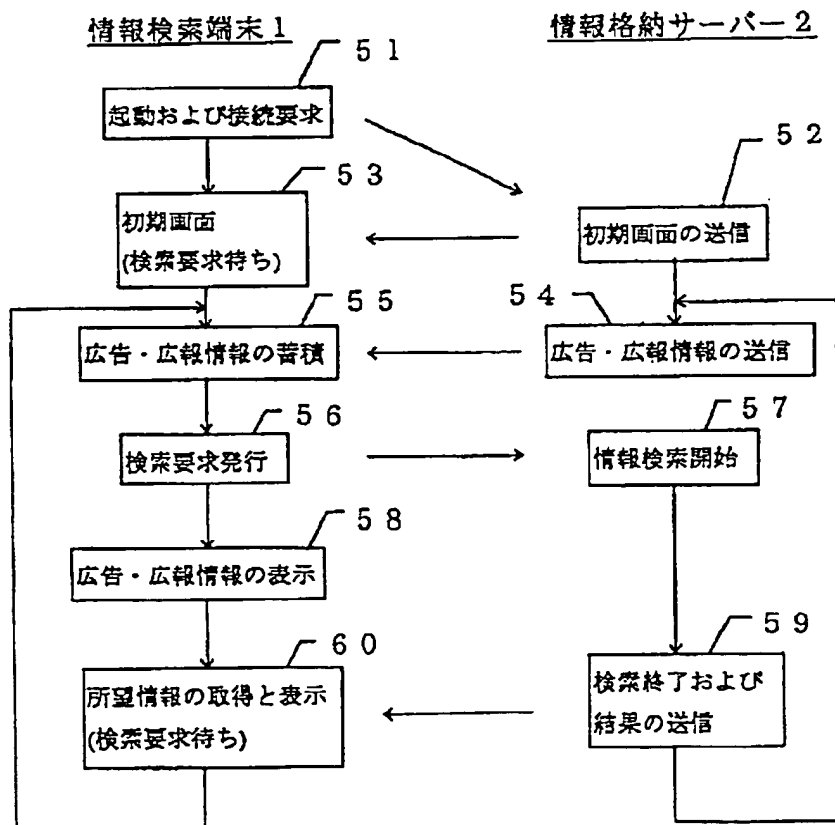 情報検索端末1
情報格納サーバー2
51
起動および接続要求
52
53
初期画面
(検索要求待ち)
初期画面の送信
55
54
広告・広報情報の蓄積
広告・広報情報の送信
56
57
検索要求発行
情報検索開始
58
広告・広報情報の表示
60
59
所望情報の取得と表示
(検索要求待ち)
検索終了および
結果の送信